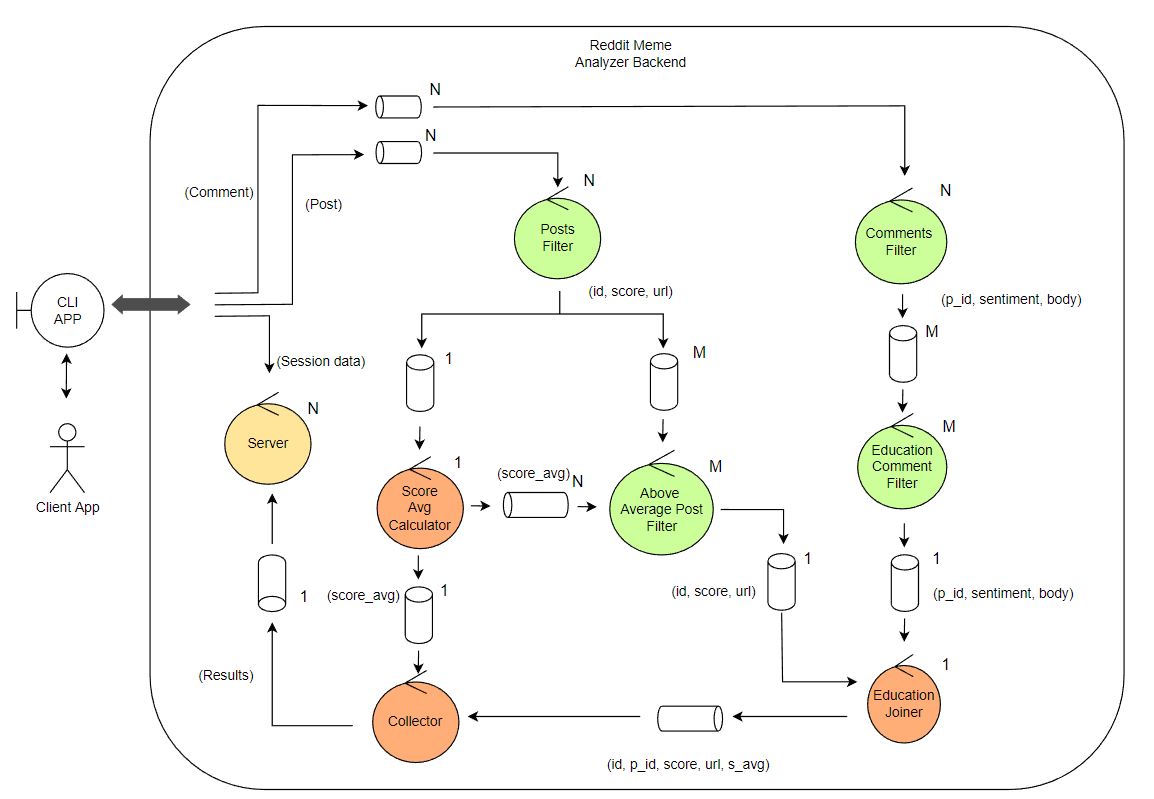 Reddit Meme
Analyzer Backend
N
N
(Comment)
(Post)
N
Posts
Filter
N
Comments
Filter
(id, score, url)
(p_id, sentiment, body)
CLI
APP
(Session data)
1
M
M
N
Server
Client App
1
Score
Avg
Calculator
(score_avg)
N
M
Above
Average Post
Filter
M
Education
Comment
Filter
1
(score_avg)
1
(id, score, url)
1
1
(p_id, sentiment, body)
(Results)
Collector
1
Education
Joiner
(id, p_id, score, url, s_avg)